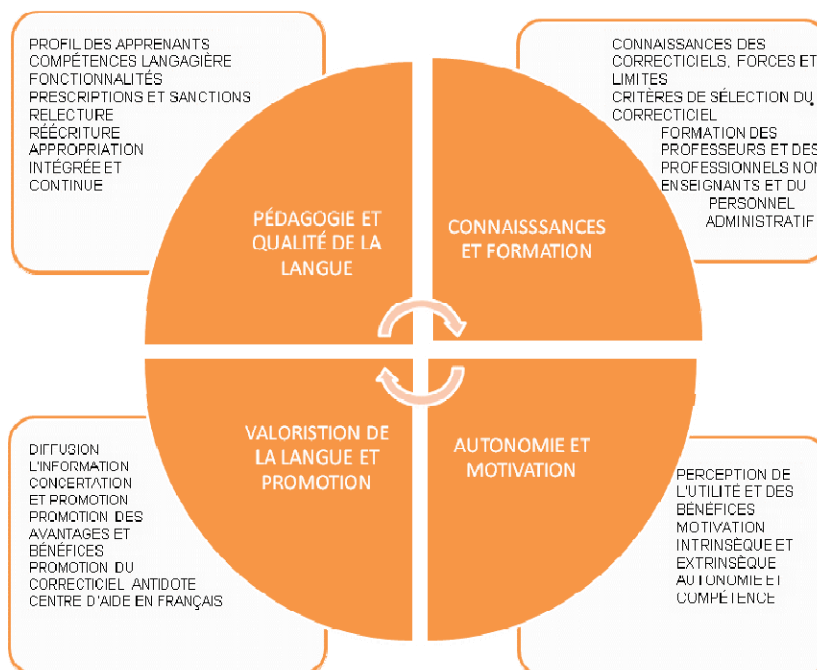 PROFIL DES APPRENANTS
COMPÉTENCES LANGAGIÈRE
FONCTIONNALITÉS
PRESCRIPTIONS ET SANCTIONS
RELECTURE
RÉÉCRITURE
APPROPRIATION
INTÉGRÉE ET
CONTINUE
CONNAISSANCES DES
CORRECTICIELS, FORCES ET
LIMITES
CRITÈRES DE SÉLECTION DU
CORRECTICIEL
FORMATION DES
PROFESSEURS ET DES
PROFESSIONNELS NON
ENSEIGNANTS ET DU
PERSONNEL
ADMINISTRATIF
PÉDAGOGIE ET
QUALITÉ DE LA
LANGUE
CONNAISSSANCES
ET FORMATION
VALORISTION DE
LA LANGUE ET
PROMOTION
AUTONOMIE ET
MOTIVATION
DIFFUSION
L'INFORMATION
CONCERTATION
ET PROMOTION
PROMOTION DES
AVANTAGES ET
BÉNÉFICES
PROMOTION DU
CORRECTICIEL ANTIDOTE
CENTRE D'AIDE EN FRANÇAIS
PERCEPTION DE
L'UTILITÉ ET DES
BÉNÉFICES
MOTIVATION
INTRINSÈQUE ET
EXTRINSÈQUE
AUTONOMIE ET
COMPÉTENCE